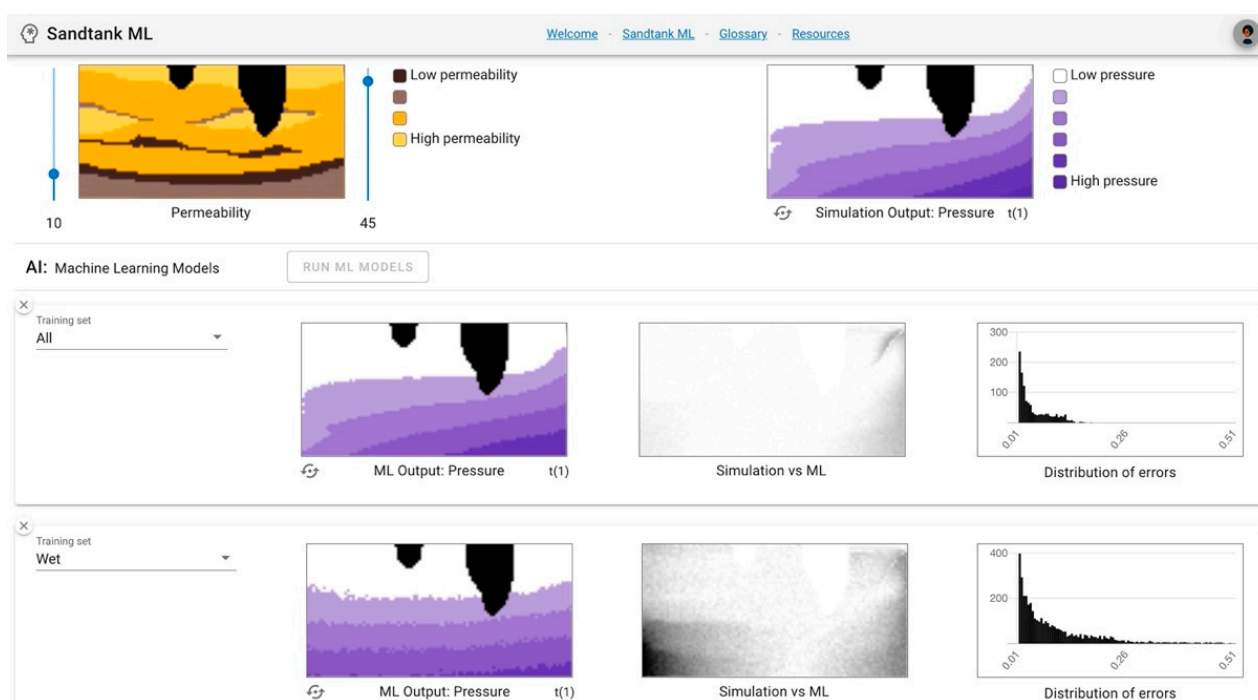 Sandtank ML
Welcome - Sandtank ML - Glossary - Resources
Low permeability
High permeability
10
Permeability
45
Low pressure
High pressure
Simulation Output: Pressure t(1)
AI: Machine Learning Models
RUN ML MODELS
Training set
All
ML Output: Pressure t(1)
Simulation vs ML
300
200
100
0.01
0.26
0.51
Distribution of errors
Training set
Wet
ML Output: Pressure t(1)
Simulation vs ML
400
200
0.01
0.26
0.51
Distribution of errors